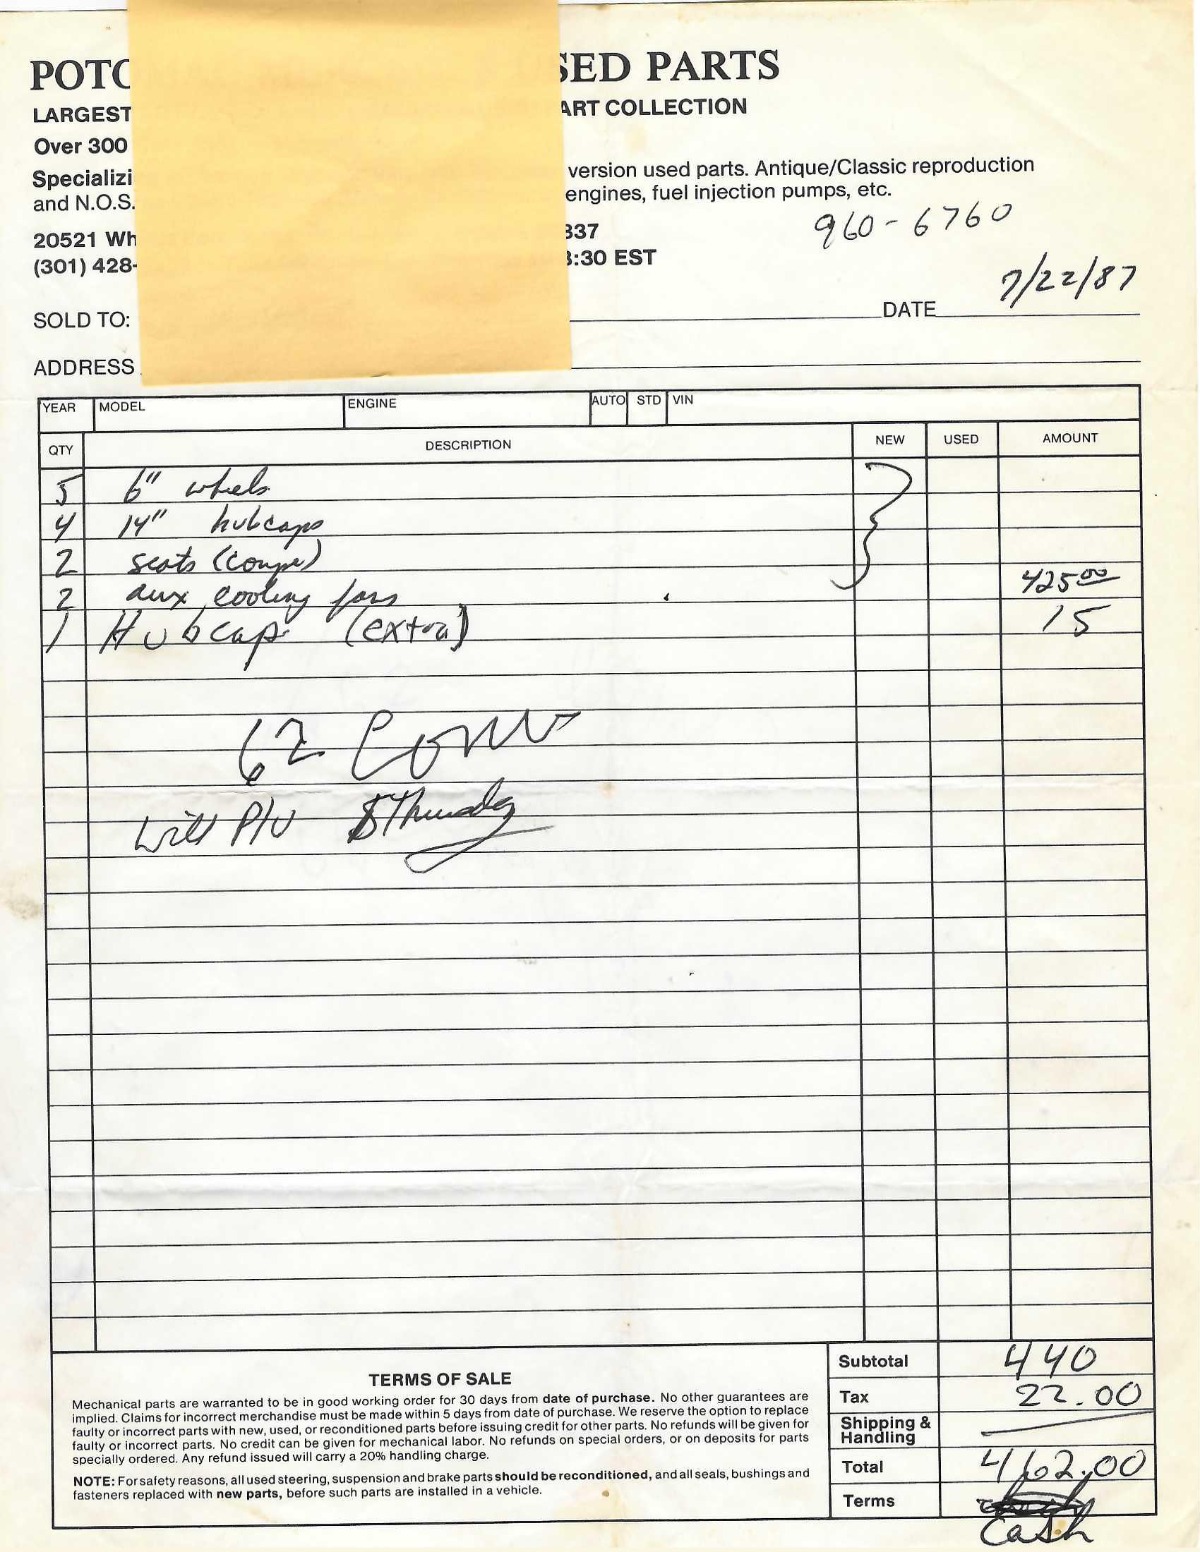 POTO SED PARTS
LARGEST ART COLLECTION
Over 300
Specializi version used parts. Antique/Classic reproduction
and N.O.S. engines, fuel injection pumps, etc.
960-6760
20521 Wh 337
(301) 428- :30 EST
7/22/87
SOLD TO: DATE
ADDRESS
YEAR MODEL ENGINE AUTO STD VIN
QTY DESCRIPTION NEW USED AMOUNT
5 6" wheels
4 14" hubcaps
2 seats (coupe)
2 aux cooling fans 425.00
1 Hubcap (extra) 15
62 Conv
Will P/U Thursday
TERMS OF SALE
Mechanical parts are warranted to be in good working order for 30 days from date of purchase. No other guarantees are
implied. Claims for incorrect merchandise must be made within 5 days from date of purchase. We reserve the option to replace
faulty or incorrect parts with new, used, or reconditioned parts before issuing credit for other parts. No refunds will be given for
faulty or incorrect parts. No credit can be given for mechanical labor. No refunds on special orders, or on deposits for parts
specially ordered. Any refund issued will carry a 20% handling charge.
NOTE: For safety reasons, all used steering, suspension and brake parts should be reconditioned, and all seals, bushings and
fasteners replaced with new parts, before such parts are installed in a vehicle.
Subtotal 440
Tax 22.00
Shipping &
Handling
Total 462.00
Terms
Cash